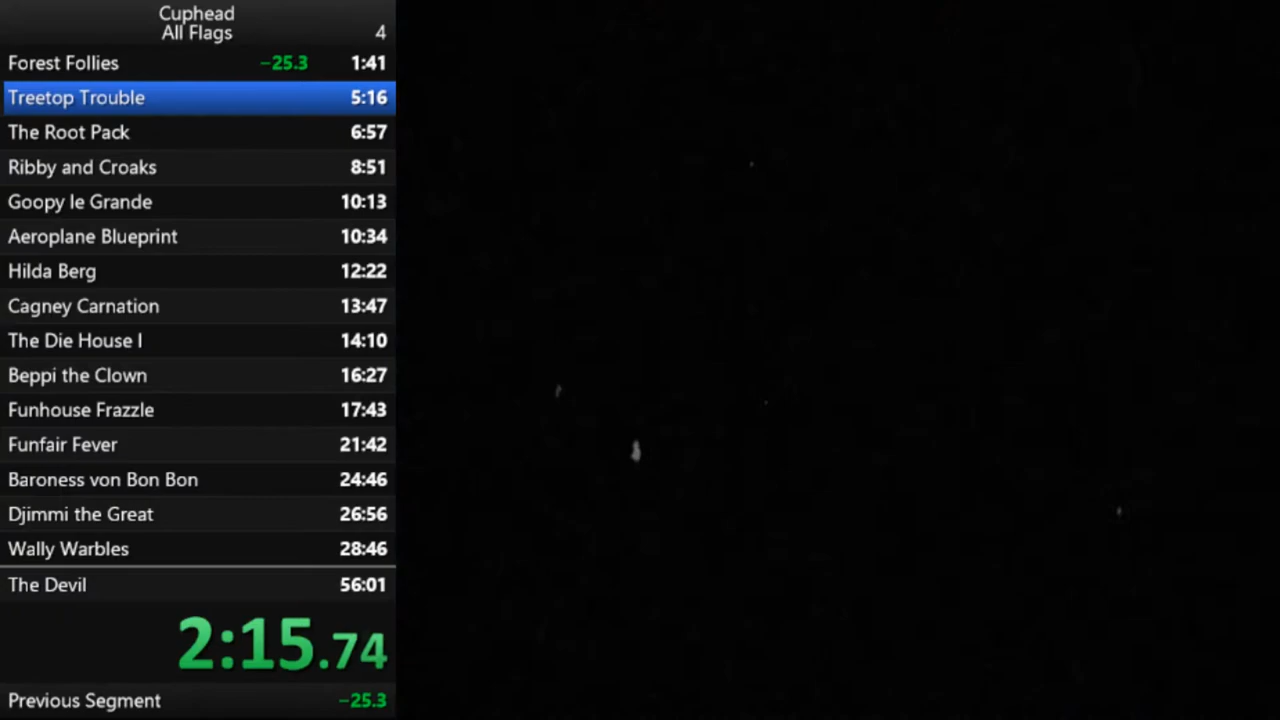 Cuphead
All Flags 4
Forest Follies −25.3 1:41
Treetop Trouble 5:16
The Root Pack 6:57
Ribby and Croaks 8:51
Goopy le Grande 10:13
Aeroplane Blueprint 10:34
Hilda Berg 12:22
Cagney Carnation 13:47
The Die House I 14:10
Beppi the Clown 16:27
Funhouse Frazzle 17:43
Funfair Fever 21:42
Baroness von Bon Bon 24:46
Djimmi the Great 26:56
Wally Warbles 28:46
The Devil 56:01
2:15.74
Previous Segment −25.3